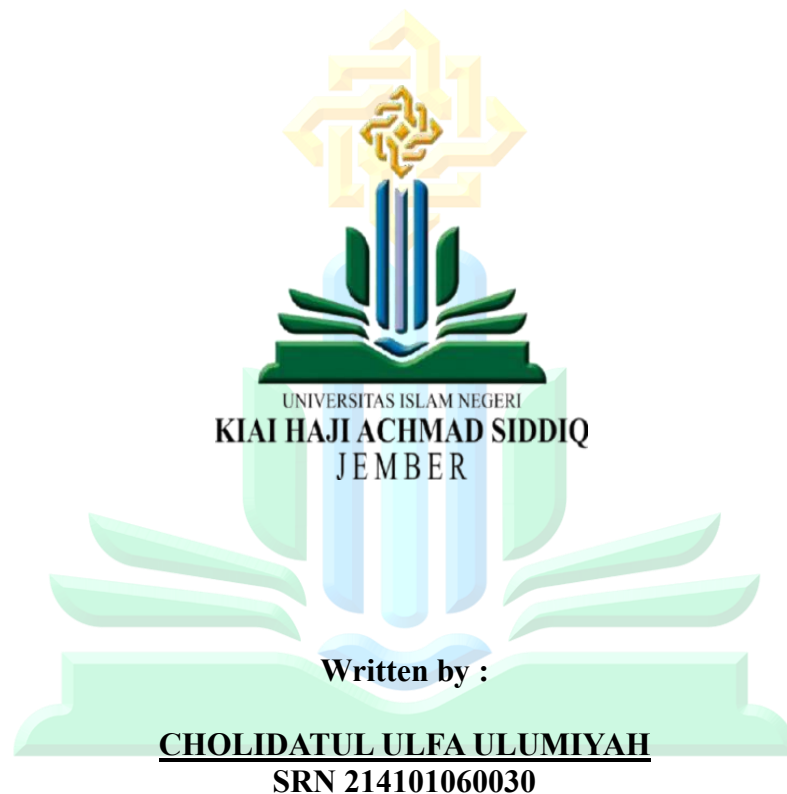 UNIVERSITAS ISLAM NEGERI
KIAI HAJI ACHMAD SIDDIQ
JEMBER
Written by :
CHOLIDATUL ULFA ULUMIYAH
SRN 214101060030